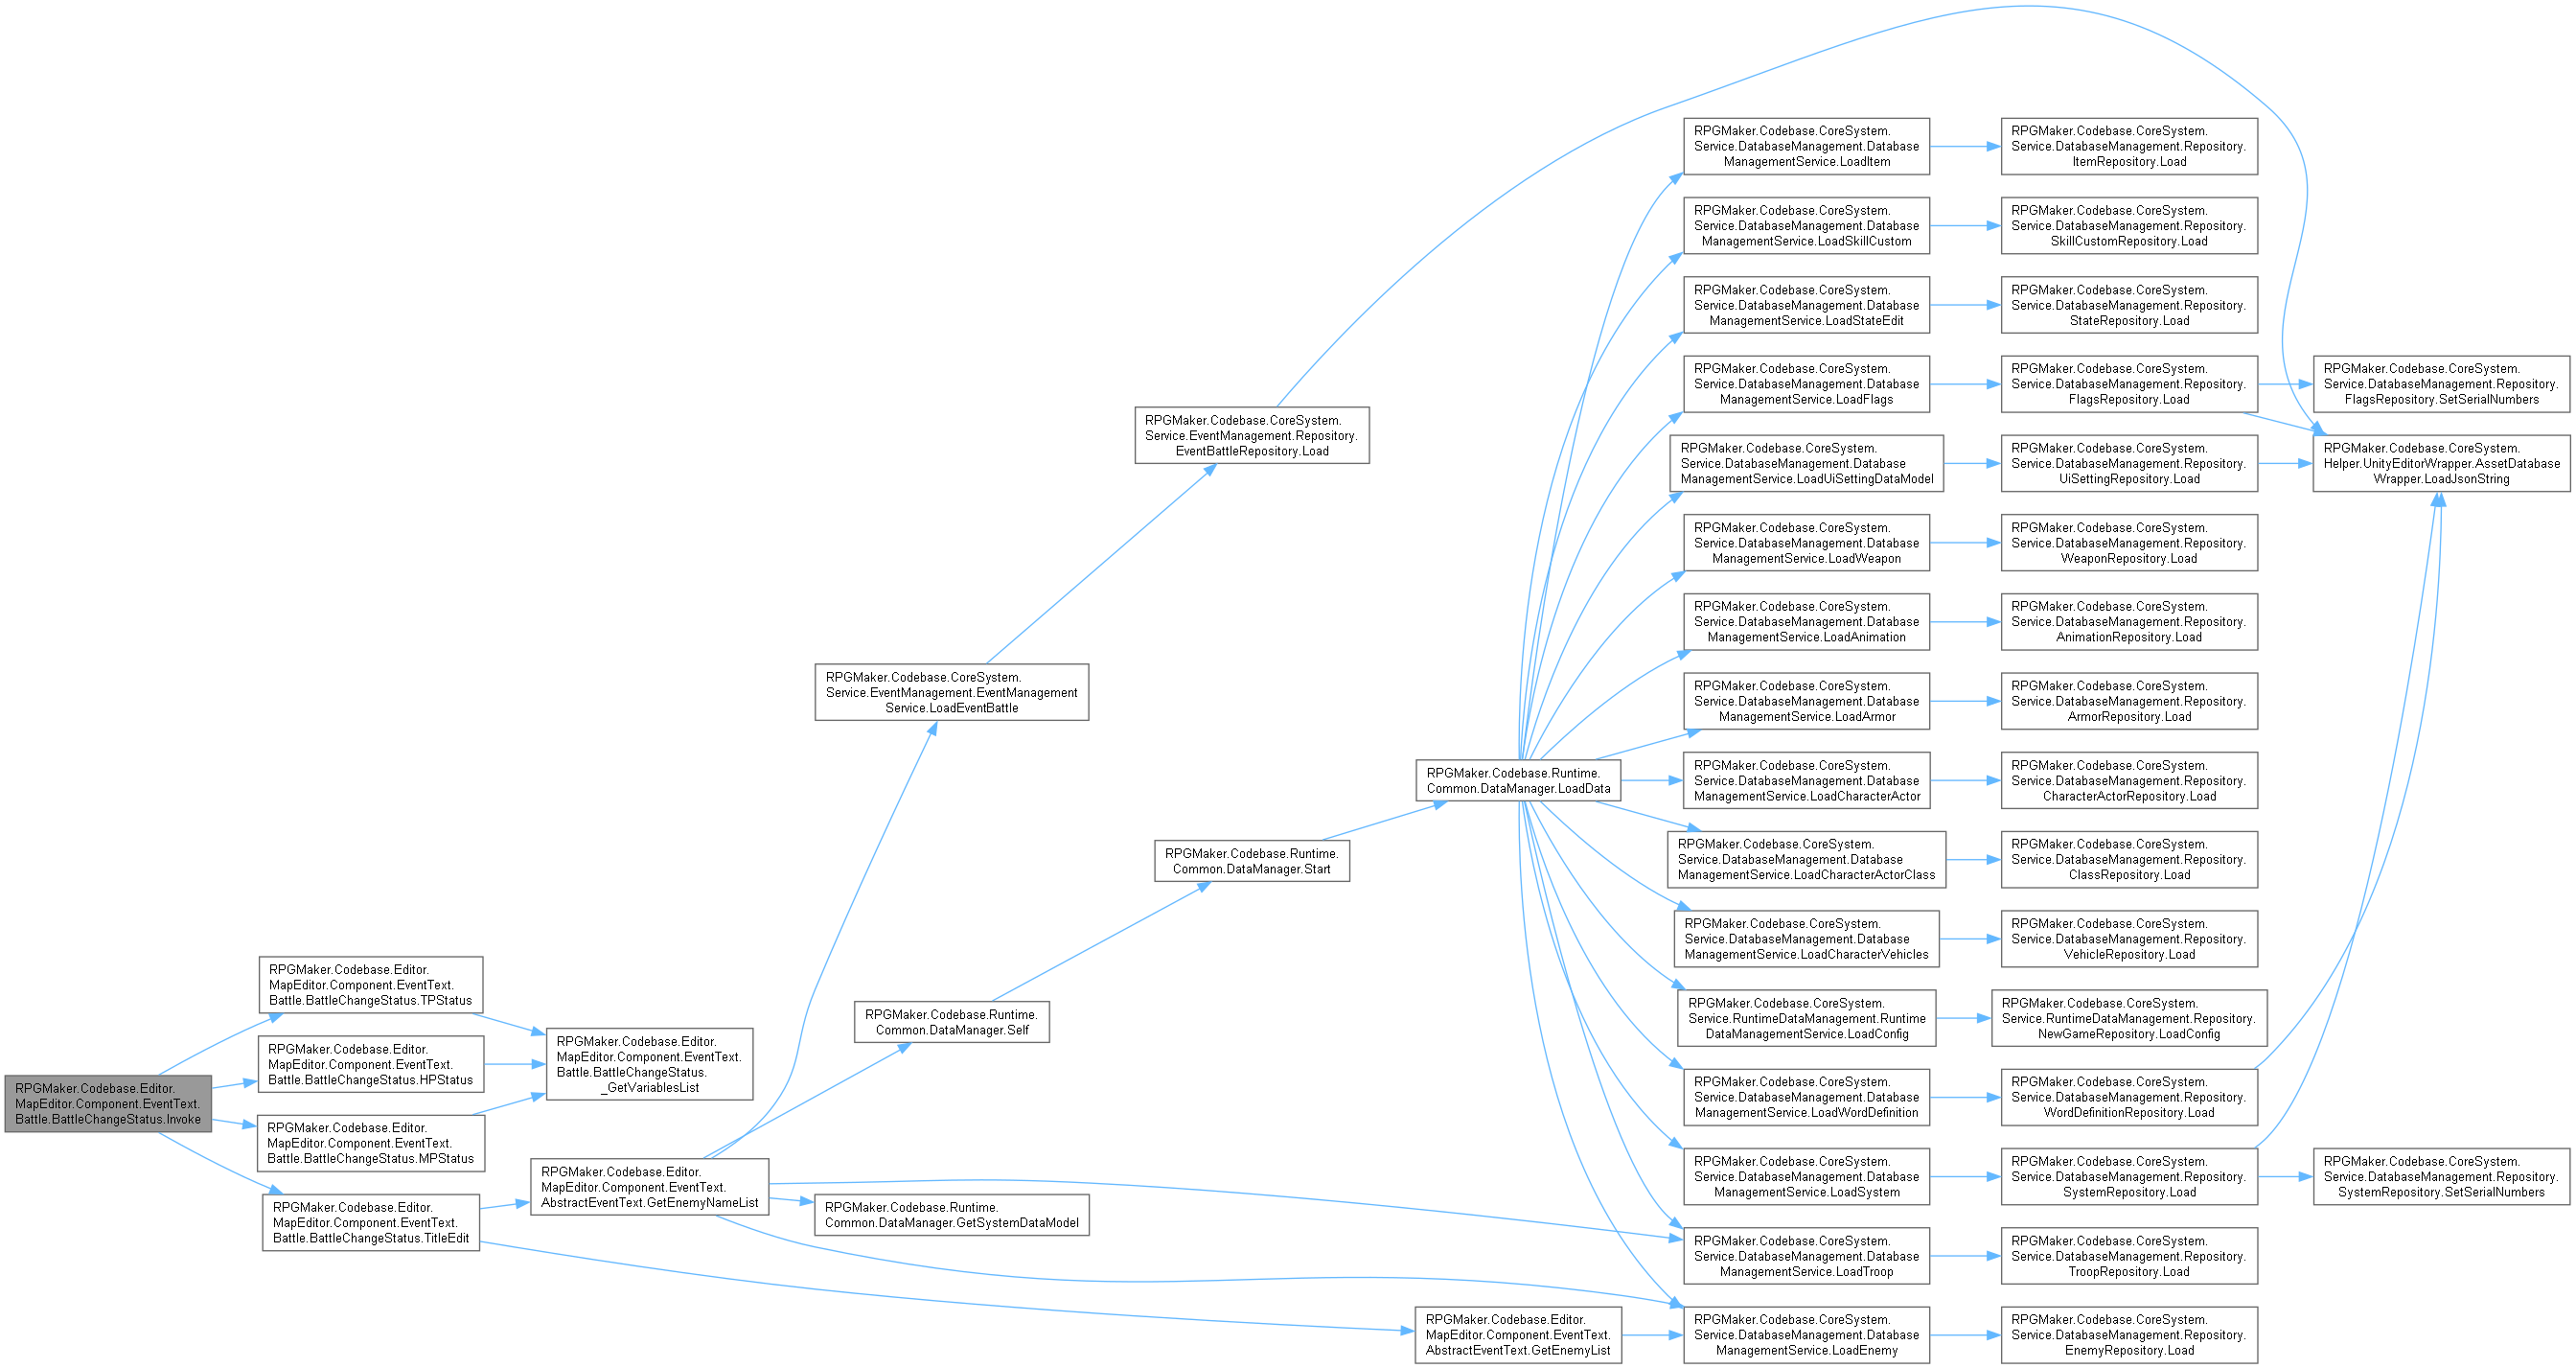 RPGMaker.Codebase.Editor.
MapEditor.Component.EventText.
Battle.BattleChangeStatus.Invoke
RPGMaker.Codebase.Editor.
MapEditor.Component.EventText.
Battle.BattleChangeStatus.TPStatus
RPGMaker.Codebase.Editor.
MapEditor.Component.EventText.
Battle.BattleChangeStatus.HPStatus
RPGMaker.Codebase.Editor.
MapEditor.Component.EventText.
Battle.BattleChangeStatus.MPStatus
RPGMaker.Codebase.Editor.
MapEditor.Component.EventText.
Battle.BattleChangeStatus.TitleEdit
RPGMaker.Codebase.Editor.
MapEditor.Component.EventText.
Battle.BattleChangeStatus.
_GetVariablesList
RPGMaker.Codebase.Editor.
MapEditor.Component.EventText.
AbstractEventText.GetEnemyNameList
RPGMaker.Codebase.CoreSystem.
Service.EventManagement.EventManagement
Service.LoadEventBattle
RPGMaker.Codebase.Runtime.
Common.DataManager.Self
RPGMaker.Codebase.Runtime.
Common.DataManager.GetSystemDataModel
RPGMaker.Codebase.CoreSystem.
Service.EventManagement.Repository.
EventBattleRepository.Load
RPGMaker.Codebase.Runtime.
Common.DataManager.Start
RPGMaker.Codebase.Runtime.
Common.DataManager.LoadData
RPGMaker.Codebase.Editor.
MapEditor.Component.EventText.
AbstractEventText.GetEnemyList
RPGMaker.Codebase.CoreSystem.
Service.DatabaseManagement.Database
ManagementService.LoadItem
RPGMaker.Codebase.CoreSystem.
Service.DatabaseManagement.Database
ManagementService.LoadSkillCustom
RPGMaker.Codebase.CoreSystem.
Service.DatabaseManagement.Database
ManagementService.LoadStateEdit
RPGMaker.Codebase.CoreSystem.
Service.DatabaseManagement.Database
ManagementService.LoadFlags
RPGMaker.Codebase.CoreSystem.
Service.DatabaseManagement.Database
ManagementService.LoadUiSettingDataModel
RPGMaker.Codebase.CoreSystem.
Service.DatabaseManagement.Database
ManagementService.LoadWeapon
RPGMaker.Codebase.CoreSystem.
Service.DatabaseManagement.Database
ManagementService.LoadAnimation
RPGMaker.Codebase.CoreSystem.
Service.DatabaseManagement.Database
ManagementService.LoadArmor
RPGMaker.Codebase.CoreSystem.
Service.DatabaseManagement.Database
ManagementService.LoadCharacterActor
RPGMaker.Codebase.CoreSystem.
Service.DatabaseManagement.Database
ManagementService.LoadCharacterActorClass
RPGMaker.Codebase.CoreSystem.
Service.DatabaseManagement.Database
ManagementService.LoadCharacterVehicles
RPGMaker.Codebase.CoreSystem.
Service.RuntimeDataManagement.Runtime
DataManagementService.LoadConfig
RPGMaker.Codebase.CoreSystem.
Service.DatabaseManagement.Database
ManagementService.LoadWordDefinition
RPGMaker.Codebase.CoreSystem.
Service.DatabaseManagement.Database
ManagementService.LoadSystem
RPGMaker.Codebase.CoreSystem.
Service.DatabaseManagement.Database
ManagementService.LoadTroop
RPGMaker.Codebase.CoreSystem.
Service.DatabaseManagement.Database
ManagementService.LoadEnemy
RPGMaker.Codebase.CoreSystem.
Service.DatabaseManagement.Repository.
ItemRepository.Load
RPGMaker.Codebase.CoreSystem.
Service.DatabaseManagement.Repository.
SkillCustomRepository.Load
RPGMaker.Codebase.CoreSystem.
Service.DatabaseManagement.Repository.
StateRepository.Load
RPGMaker.Codebase.CoreSystem.
Service.DatabaseManagement.Repository.
FlagsRepository.Load
RPGMaker.Codebase.CoreSystem.
Service.DatabaseManagement.Repository.
UiSettingRepository.Load
RPGMaker.Codebase.CoreSystem.
Service.DatabaseManagement.Repository.
WeaponRepository.Load
RPGMaker.Codebase.CoreSystem.
Service.DatabaseManagement.Repository.
AnimationRepository.Load
RPGMaker.Codebase.CoreSystem.
Service.DatabaseManagement.Repository.
ArmorRepository.Load
RPGMaker.Codebase.CoreSystem.
Service.DatabaseManagement.Repository.
CharacterActorRepository.Load
RPGMaker.Codebase.CoreSystem.
Service.DatabaseManagement.Repository.
ClassRepository.Load
RPGMaker.Codebase.CoreSystem.
Service.DatabaseManagement.Repository.
VehicleRepository.Load
RPGMaker.Codebase.CoreSystem.
Service.RuntimeDataManagement.Repository.
NewGameRepository.LoadConfig
RPGMaker.Codebase.CoreSystem.
Service.DatabaseManagement.Repository.
WordDefinitionRepository.Load
RPGMaker.Codebase.CoreSystem.
Service.DatabaseManagement.Repository.
SystemRepository.Load
RPGMaker.Codebase.CoreSystem.
Service.DatabaseManagement.Repository.
TroopRepository.Load
RPGMaker.Codebase.CoreSystem.
Service.DatabaseManagement.Repository.
EnemyRepository.Load
RPGMaker.Codebase.CoreSystem.
Service.DatabaseManagement.Repository.
FlagsRepository.SetSerialNumbers
RPGMaker.Codebase.CoreSystem.
Helper.UnityEditorWrapper.AssetDatabase
Wrapper.LoadJsonString
RPGMaker.Codebase.CoreSystem.
Service.DatabaseManagement.Repository.
SystemRepository.SetSerialNumbers